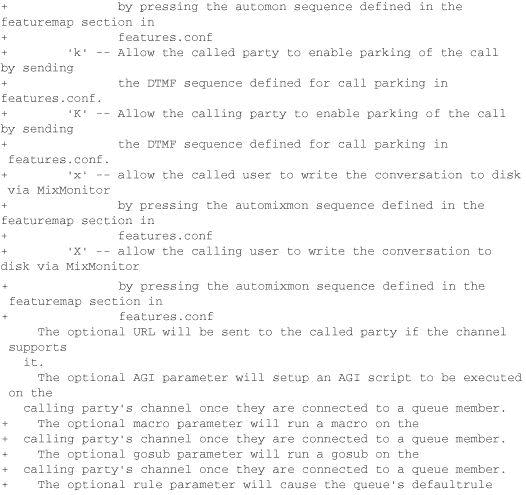 + by pressing the automon sequence defined in the
featuremap section in
+ features.conf
+ 'k' -- Allow the called party to enable parking of the call
by sending
+ the DTMF sequence defined for call parking in
features.conf.
+ 'K' -- Allow the calling party to enable parking of the call
by sending
+ the DTMF sequence defined for call parking in
features.conf.
+ 'x' -- allow the called user to write the conversation to disk
via MixMonitor
+ by pressing the automixmon sequence defined in the
featuremap section in
+ features.conf
+ 'X' -- allow the calling user to write the conversation to
disk via MixMonitor
+ by pressing the automixmon sequence defined in the
featuremap section in
+ features.conf
The optional URL will be sent to the called party if the channel
supports
it.
The optional AGI parameter will setup an AGI script to be executed
on the
calling party's channel once they are connected to a queue member.
+ The optional macro parameter will run a macro on the
+ calling party's channel once they are connected to a queue member.
+ The optional gosub parameter will run a gosub on the
+ calling party's channel once they are connected to a queue member.
+ The optional rule parameter will cause the queue's defaultrule